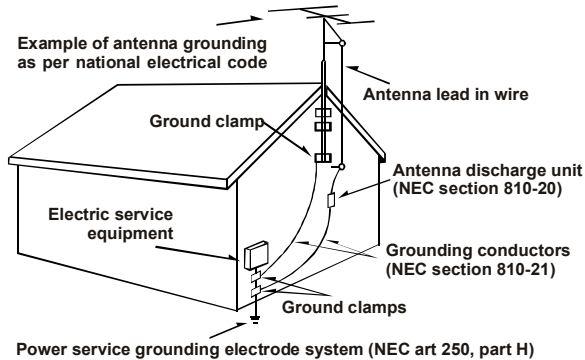 Example of antenna grounding
as per national electrical code
Antenna lead in wire
Ground clamp
Antenna discharge unit
(NEC section 810-20)
Electric service
equipment
Grounding conductors
(NEC section 810-21)
Ground clamps
Power service grounding electrode system (NEC art 250, part H)